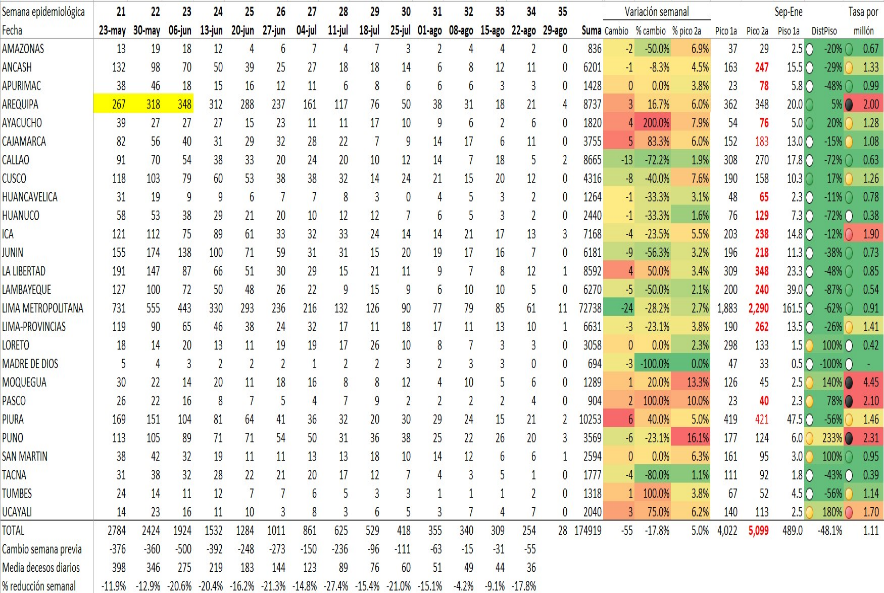 Semana epidemiológica 21 22 23 24 25 26 27 28 29 30 31 32 33 34 35 Variación semanal Sep-Ene Tasa por
Fecha 23-may 30-may 06-jun 13-jun 20-jun 27-jun 04-jul 11-jul 18-jul 25-jul 01-ago 08-ago 15-ago 22-ago 29-ago Suma Cambio % cambio % pico 2a Pico 1a Pico 2a Piso 1a DistPiso millón
AMAZONAS 13 19 18 12 4 6 7 4 7 3 2 4 4 2 0 836 -2 -50.0% 6.9% 37 29 2.5 -20% 0.67
ANCASH 132 98 70 50 39 25 27 18 18 14 6 8 12 11 0 6201 -1 -8.3% 4.5% 163 247 15.5 -29% 1.33
APURIMAC 38 46 18 15 16 12 11 6 8 6 6 6 3 3 0 1428 0 0.0% 3.8% 23 78 5.8 -48% 0.99
AREQUIPA 267 318 348 312 288 237 161 117 76 50 38 31 18 21 4 8737 3 16.7% 6.0% 362 348 20.0 5% 2.00
AYACUCHO 39 27 27 27 15 23 11 11 17 10 9 6 2 6 0 1820 4 200.0% 7.9% 54 76 5.0 20% 1.28
CAJAMARCA 82 56 40 31 29 32 28 22 17 9 14 17 6 11 0 3755 5 83.3% 6.0% 152 183 13.0 -15% 1.08
CALLAO 91 70 54 38 33 20 24 20 10 12 14 7 18 5 2 8665 -13 -72.2% 1.9% 308 270 17.8 -72% 0.63
CUSCO 118 103 79 60 53 38 38 32 14 24 21 15 20 12 0 4316 -8 -40.0% 7.6% 190 158 10.3 17% 1.26
HUANCAVELICA 31 19 9 9 6 7 7 8 3 0 4 5 3 2 0 1264 -1 -33.3% 3.1% 48 65 2.3 -11% 0.78
HUANUCO 58 53 38 29 21 20 10 12 12 7 6 5 3 2 0 2440 -1 -33.3% 1.6% 76 129 7.3 -72% 0.38
ICA 121 112 75 89 61 33 32 33 24 14 14 21 17 13 3 7168 -4 -23.5% 5.5% 203 238 14.8 -12% 1.90
JUNIN 155 174 138 100 71 59 31 31 15 20 19 17 16 7 0 6181 -9 -56.3% 3.2% 196 218 11.3 -38% 0.73
LA LIBERTAD 191 147 87 66 51 30 29 15 21 11 9 7 8 12 1 8592 4 50.0% 3.4% 309 348 23.3 -48% 0.85
LAMBAYEQUE 127 100 72 50 48 26 22 9 15 9 6 10 10 5 0 6270 -5 -50.0% 2.1% 200 240 39.0 -87% 0.54
LIMA METROPOLITANA 731 555 443 330 293 236 216 132 126 90 77 79 85 61 11 72738 -24 -28.2% 2.7% 1,883 2,290 161.5 -62% 0.91
LIMA-PROVINCIAS 119 90 65 46 38 24 32 17 11 18 17 11 13 10 1 6631 -3 -23.1% 3.8% 190 262 13.5 -26% 1.41
LORETO 18 14 20 13 11 19 19 17 26 10 8 7 3 3 0 3058 0 0.0% 2.3% 298 133 1.5 100% 0.42
MADRE DE DIOS 5 4 3 2 2 2 1 2 3 2 3 3 3 0 0 694 -3 -100.0% 0.0% 47 33 0.5 -100% -
MOQUEGUA 30 22 14 20 11 18 16 8 8 12 4 10 5 6 0 1289 1 20.0% 13.3% 126 45 2.5 140% 4.45
PASCO 26 22 16 8 7 5 4 7 9 2 2 2 2 4 0 904 2 100.0% 10.0% 23 40 2.3 78% 2.10
PIURA 169 151 104 81 64 41 36 32 20 30 29 24 15 21 2 10253 6 40.0% 5.0% 419 421 47.5 -56% 1.46
PUNO 113 105 89 71 71 54 50 31 36 38 25 22 26 20 3 3569 -6 -23.1% 16.1% 177 124 6.0 233% 2.31
SAN MARTIN 38 42 32 19 11 11 13 13 18 10 14 12 6 6 1 2594 0 0.0% 6.3% 161 95 3.0 100% 0.95
TACNA 31 38 32 28 22 21 20 17 12 7 4 3 5 1 0 1777 -4 -80.0% 1.1% 111 92 1.8 -43% 0.39
TUMBES 24 14 11 12 7 7 6 5 3 3 1 1 1 2 0 1318 1 100.0% 3.8% 67 52 4.5 -56% 1.14
UCAYALI 14 23 16 11 10 3 8 3 6 5 3 7 4 7 0 2040 3 75.0% 6.2% 140 113 2.5 180% 1.70
TOTAL 2784 2424 1924 1532 1284 1011 861 625 529 418 355 340 309 254 28 174919 -55 -17.8% 5.0% 4,022 5,099 489.0 -48.1% 1.11
Cambio semana previa -376 -360 -500 -392 -248 -273 -150 -236 -96 -111 -63 -15 -31 -55
Media decesos diarios 398 346 275 219 183 144 123 89 76 60 51 49 44 36
% reducción semanal -11.9% -12.9% -20.6% -20.4% -16.2% -21.3% -14.8% -27.4% -15.4% -21.0% -15.1% -4.2% -9.1% -17.8%